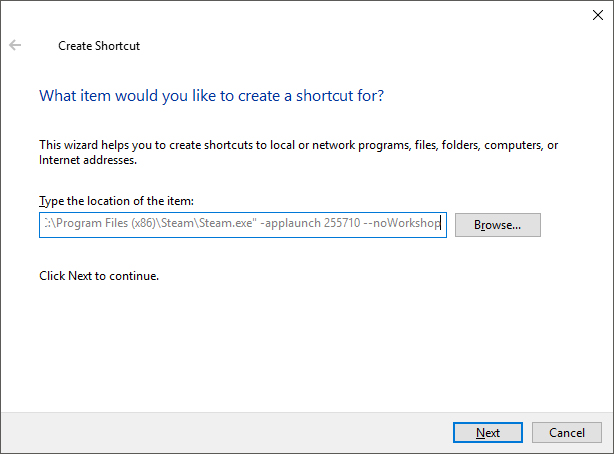 Create Shortcut
What item would you like to create a shortcut for?
This wizard helps you to create shortcuts to local or network programs, files, folders, computers, or
Internet addresses.
Type the location of the item:
:\Program Files (x86)\Steam\Steam.exe" -applaunch 255710 --noWorkshop
Browse...
Click Next to continue.
Next
Cancel